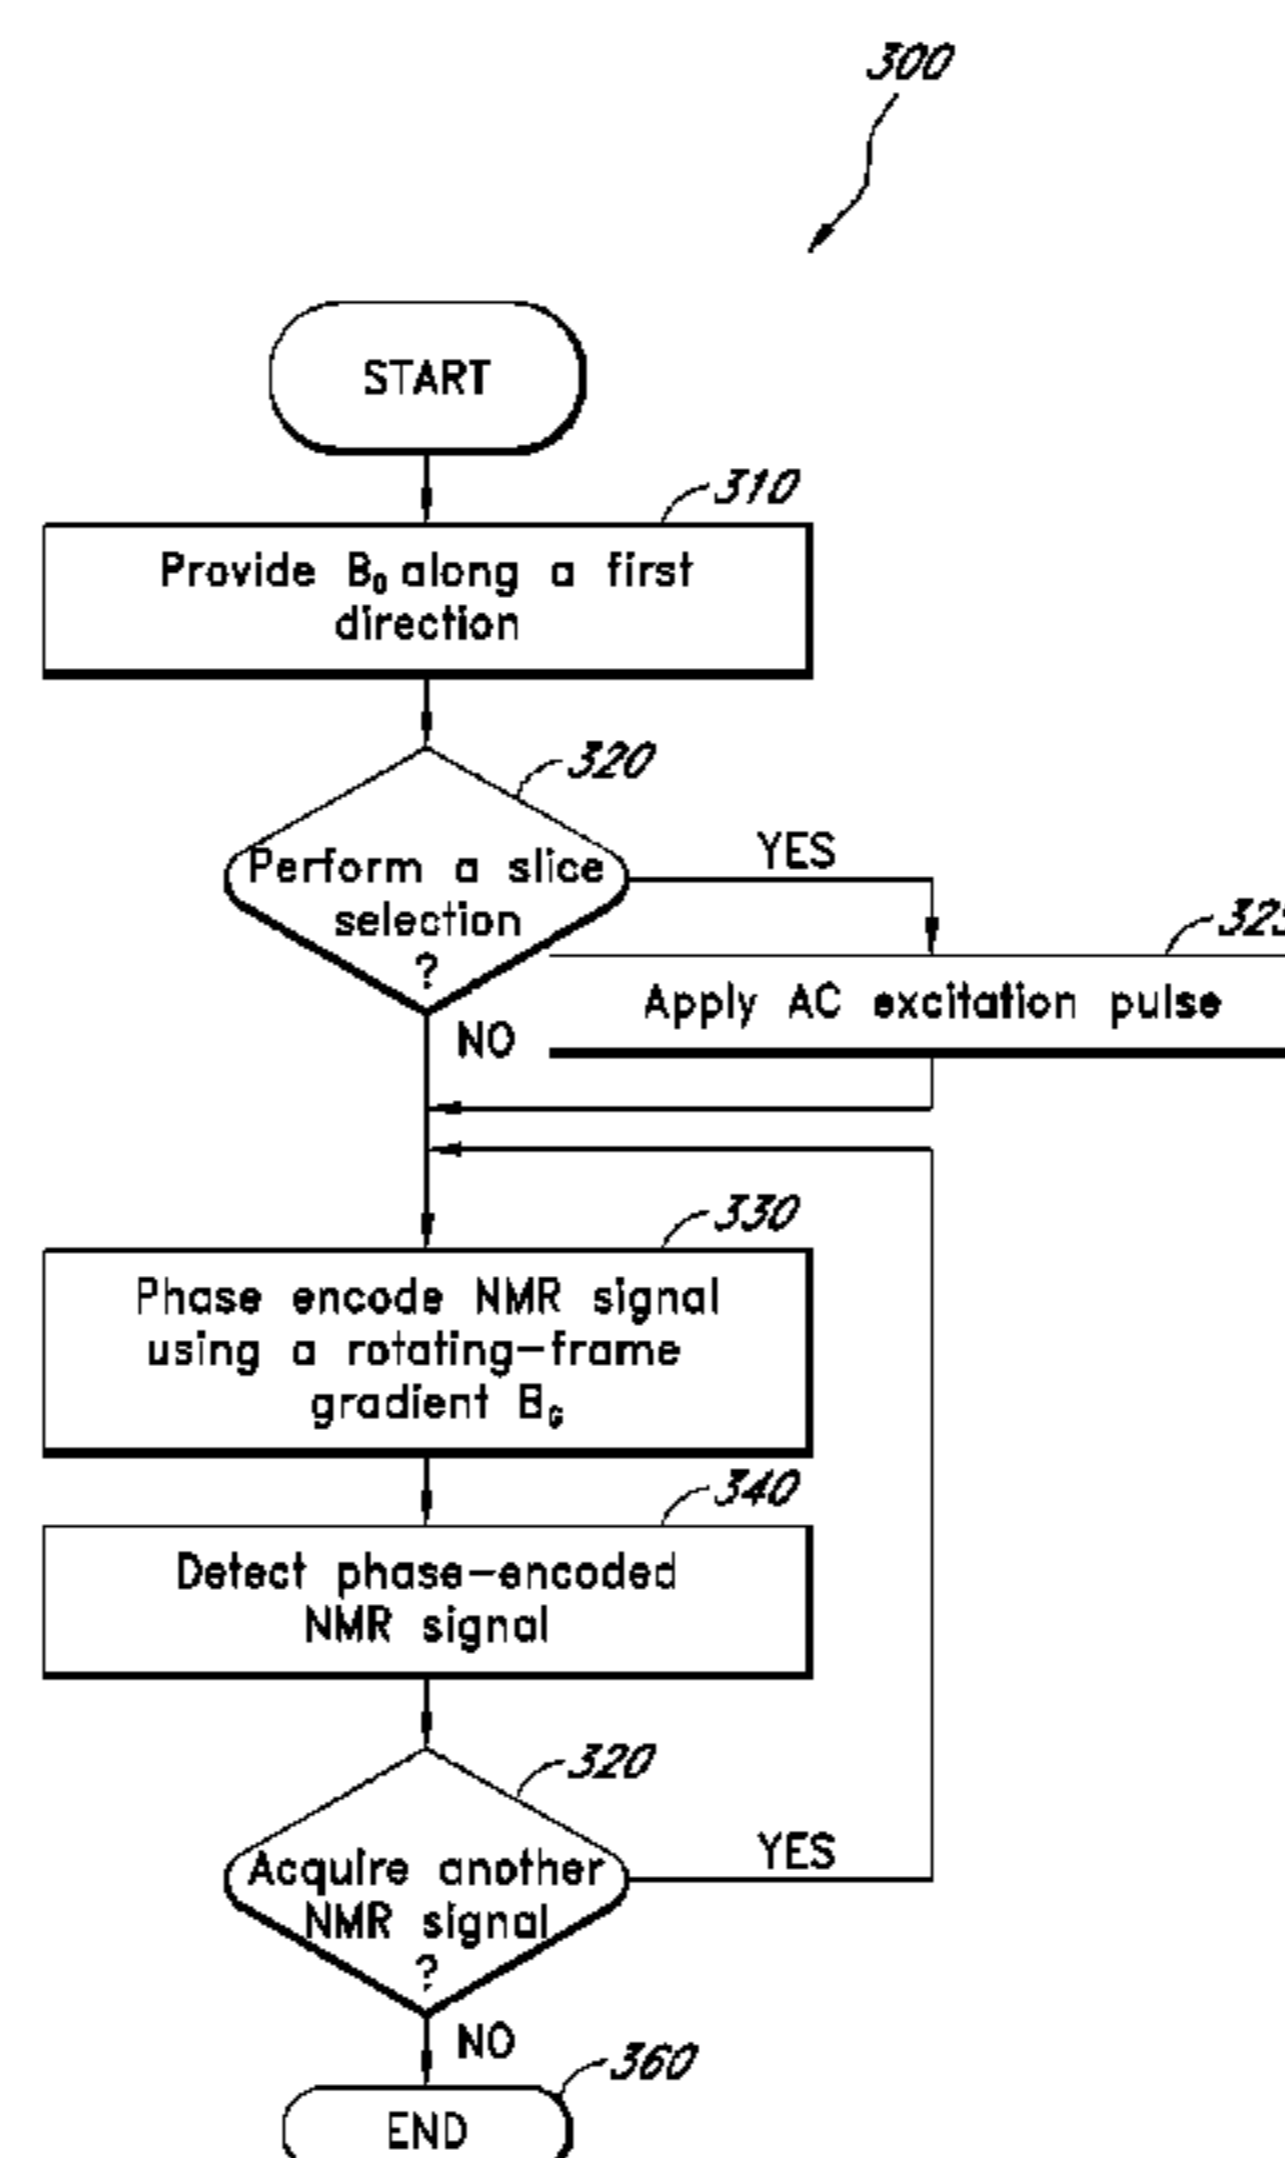 300
START
310
Provide B₀ along a first
direction
320
Perform a slice
selection
?
YES
NO
Apply AC excitation pulse
330
Phase encode NMR signal
using a rotating-frame
gradient B_G
340
Detect phase-encoded
NMR signal
320
Acquire another
NMR signal
?
YES
NO
360
END